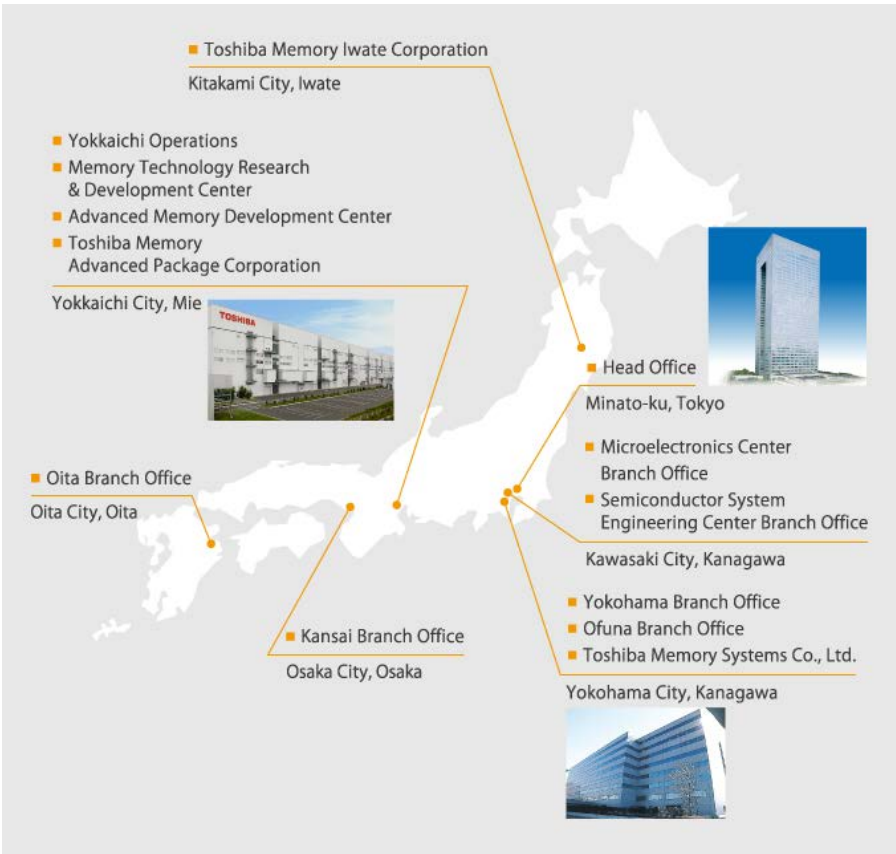 Toshiba Memory Iwate Corporation
Kitakami City, Iwate
Yokkaichi Operations
Memory Technology Research
& Development Center
Advanced Memory Development Center
Toshiba Memory
Advanced Package Corporation
Yokkaichi City, Mie
TOSHIBA
Head Office
Minato-ku, Tokyo
Microelectronics Center
Branch Office
Semiconductor System
Engineering Center Branch Office
Kawasaki City, Kanagawa
Oita Branch Office
Oita City, Oita
Kansai Branch Office
Osaka City, Osaka
Yokohama Branch Office
Ofuna Branch Office
Toshiba Memory Systems Co., Ltd.
Yokohama City, Kanagawa